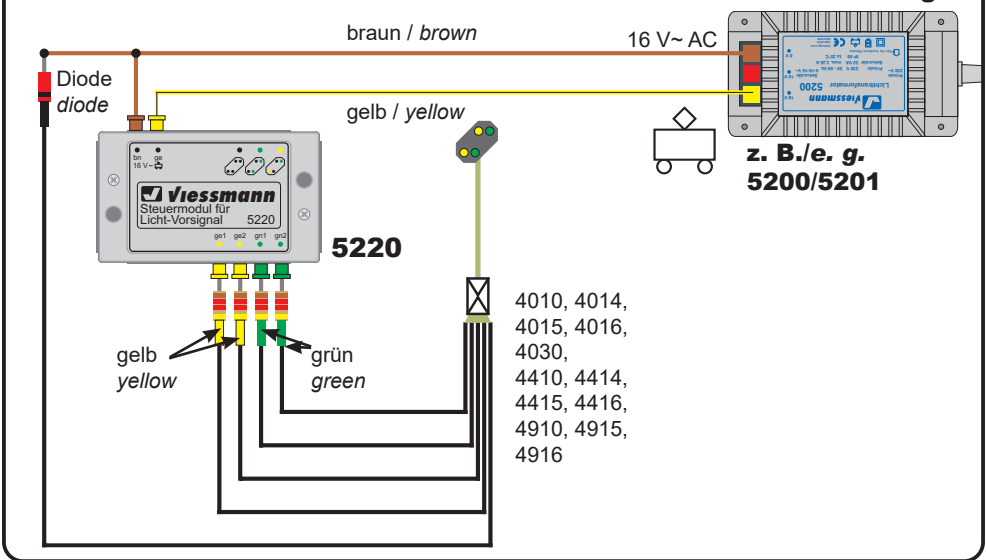 braun / brown
16 V~ AC
Diode
diode
gelb / yellow
bn ge
16 V~
Viessmann
Steuermodul für
Licht-Vorsignal 5220
ge1 ge2 gn1 gn2
5220
Viessmann
Lichttransformator
5200
z. B./e. g.
5200/5201
gelb
yellow
grün
green
4010, 4014,
4015, 4016,
4030,
4410, 4414,
4415, 4416,
4910, 4915,
4916